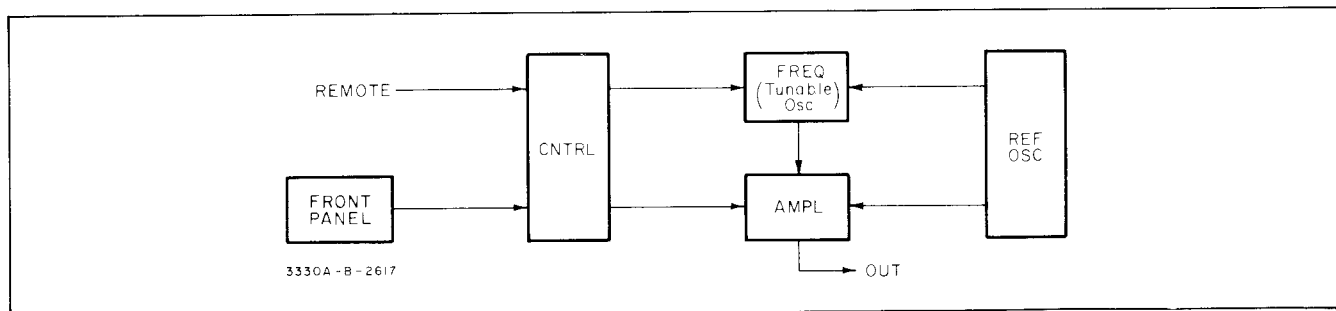 REMOTE
FRONT
PANEL
3330A-B-2617
CNTRL
FREQ
(Tunable
Osc)
AMPL
OUT
REF
OSC